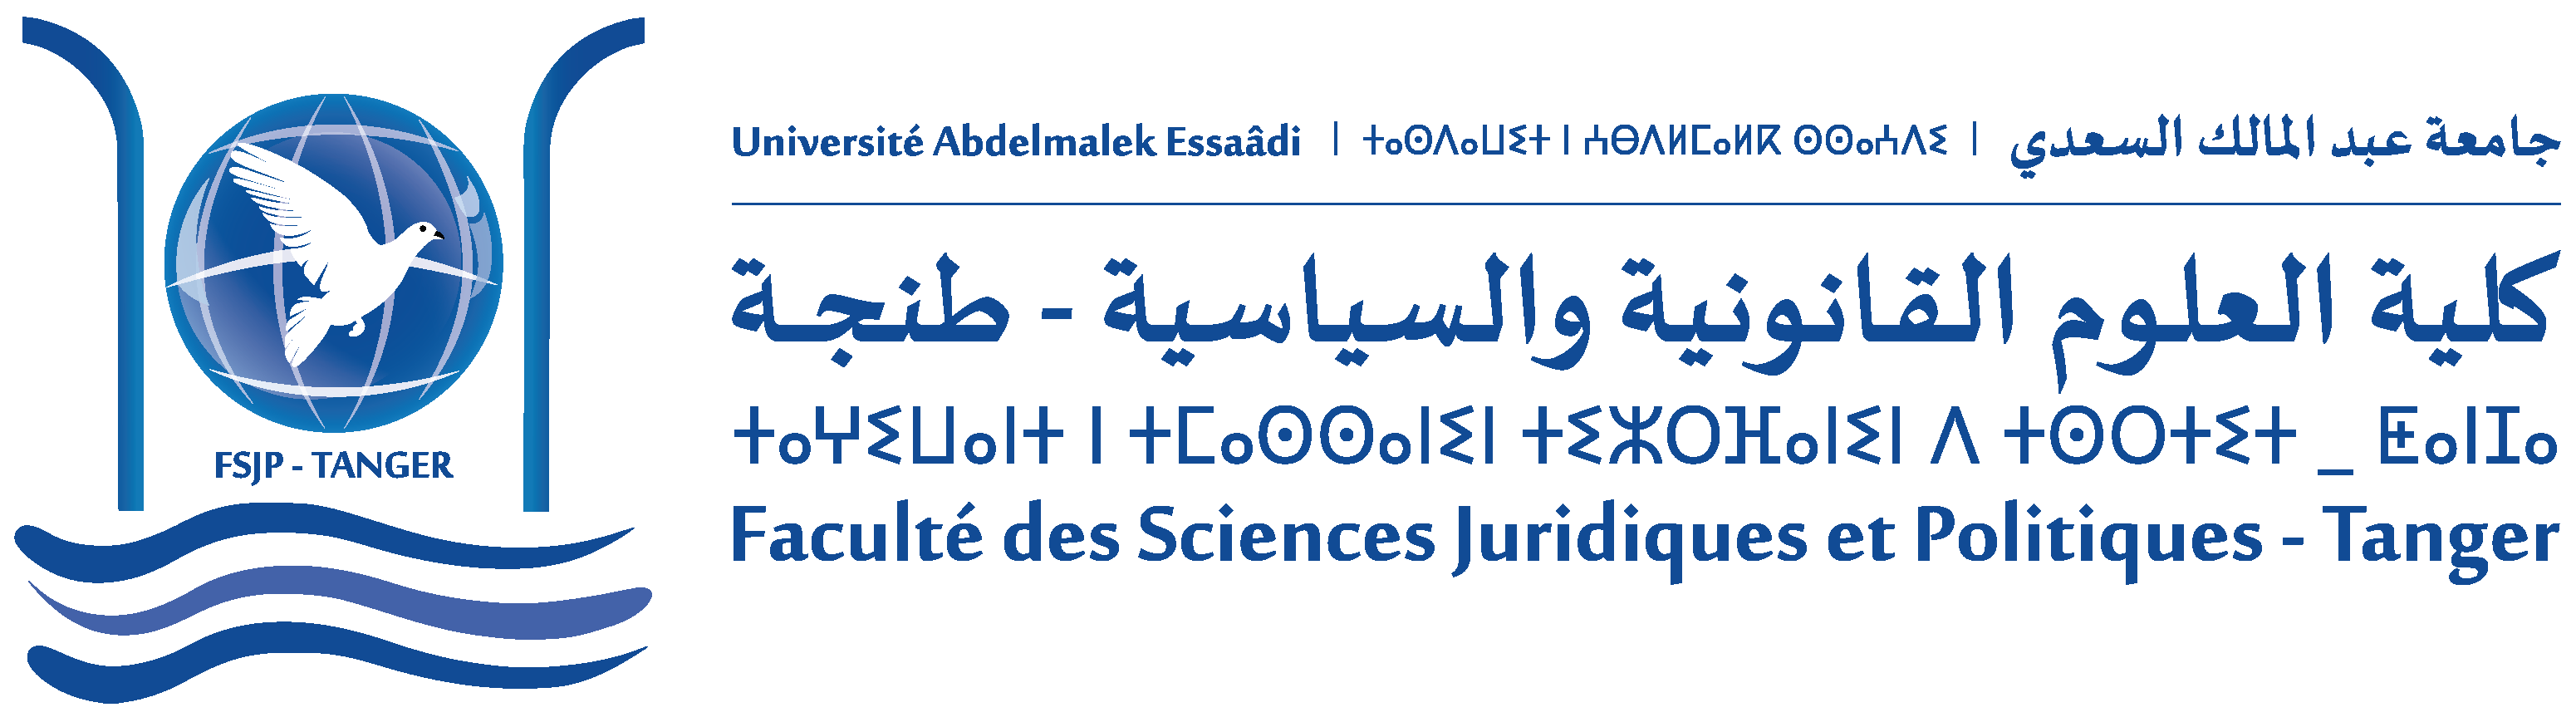 FSJP - TANGER
Université Abdelmalek Essaâdi | ⵜⴰⵙⴷⴰⵡⵉⵜ ⵏ ⵄⴱⴷⵍⵎⴰⵍⴽ ⵙⵙⴰⵄⴷⵉ | جامعة عبد المالك السعدي
كلية العلوم القانونية والسياسية - طنجة
ⵜⴰⵖⵉⵡⴰⵏⵜ ⵏ ⵜⵎⴰⵙⵙⴰⵏⵉⵏ ⵜⵉⵣⵔⴼⴰⵏⵉⵏ ⴷ ⵜⵙⵔⵜⵉⵜ _ ⵟⴰⵏⵊⴰ
Faculté des Sciences Juridiques et Politiques - Tanger